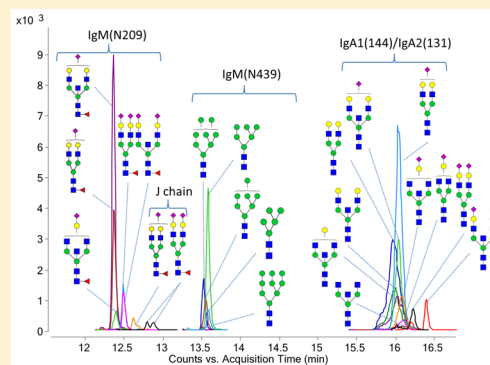 x10 3
IgM(N209)
IgM(N439)
IgA1(144)/IgA2(131)
J chain
9
8
7
6
5
4
3
2
1
0
12 12.5 13 13.5 14 14.5 15 15.5 16 16.5
Counts vs. Acquisition Time (min)